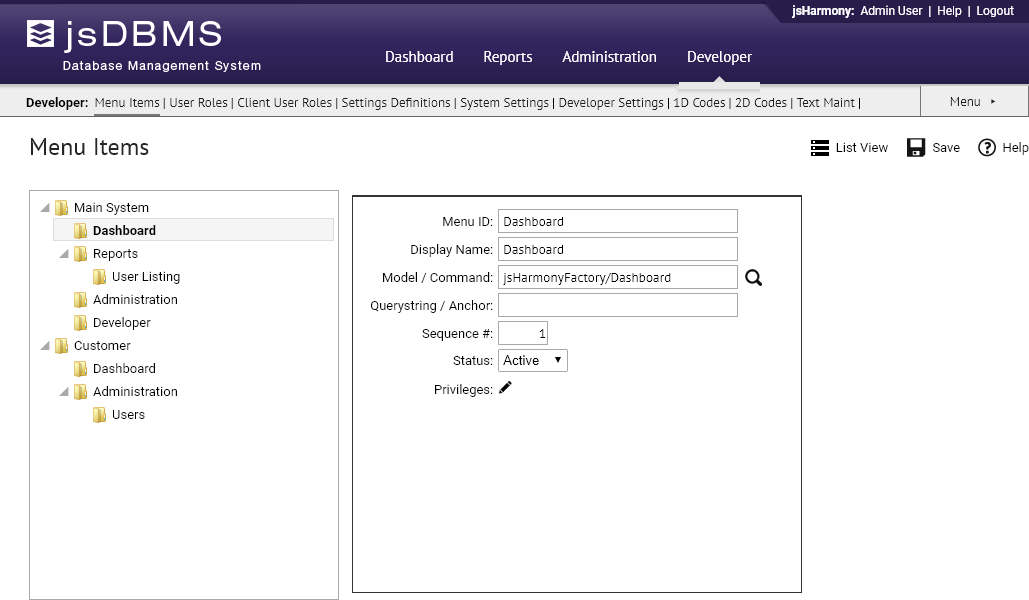 jsHarmony: Admin User | Help | Logout
jsDBMS
Database Management System
Dashboard Reports Administration Developer
Developer: Menu Items | User Roles | Client User Roles | Settings Definitions | System Settings | Developer Settings | 1D Codes | 2D Codes | Text Maint |
Menu
Menu Items
List View Save Help
Main System
Dashboard
Reports
User Listing
Administration
Developer
Customer
Dashboard
Administration
Users
Menu ID: Dashboard
Display Name: Dashboard
Model / Command: jsHarmonyFactory/Dashboard
Querystring / Anchor:
Sequence #: 1
Status: Active
Privileges: